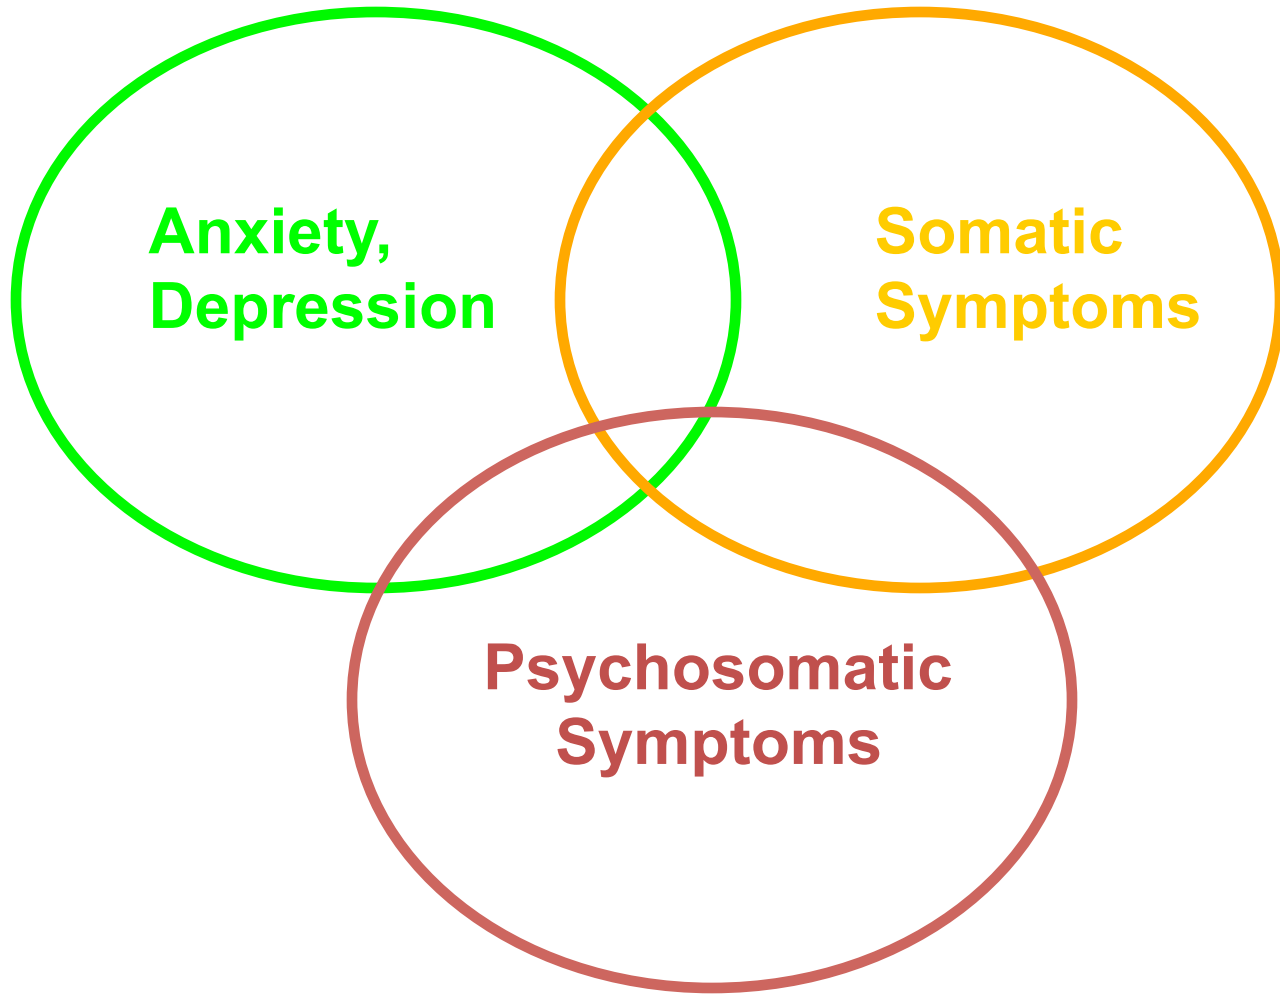 Anxiety,
Depression
Somatic
Symptoms
Psychosomatic
Symptoms